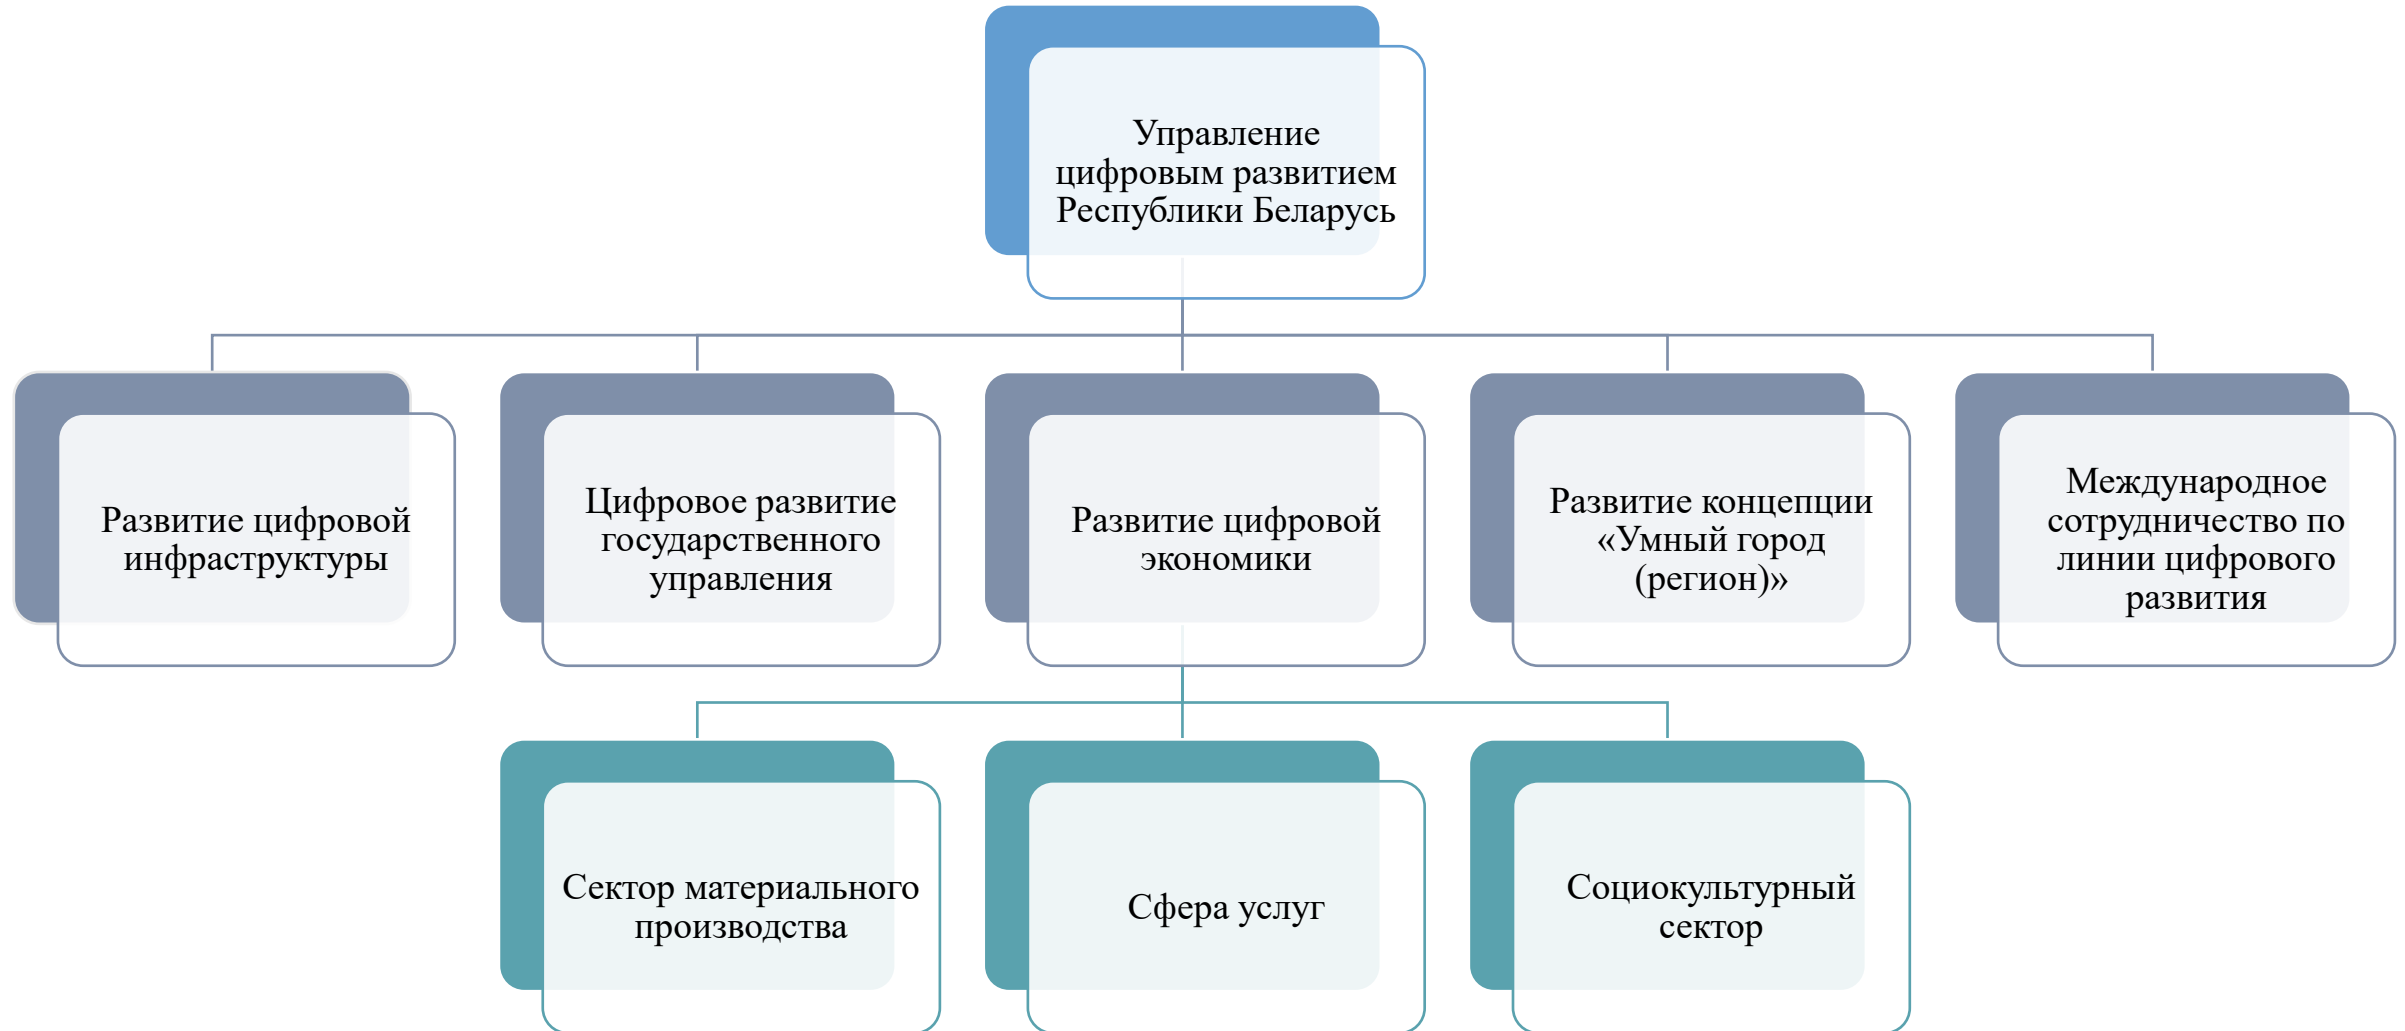 Управление
цифровым развитием
Республики Беларусь
Развитие цифровой
инфраструктуры
Цифровое развитие
государственного
управления
Развитие цифровой
экономики
Развитие концепции
«Умный город
(регион)»
Международное
сотрудничество по
линии цифрового
развития
Сектор материального
производства
Сфера услуг
Социокультурный
сектор